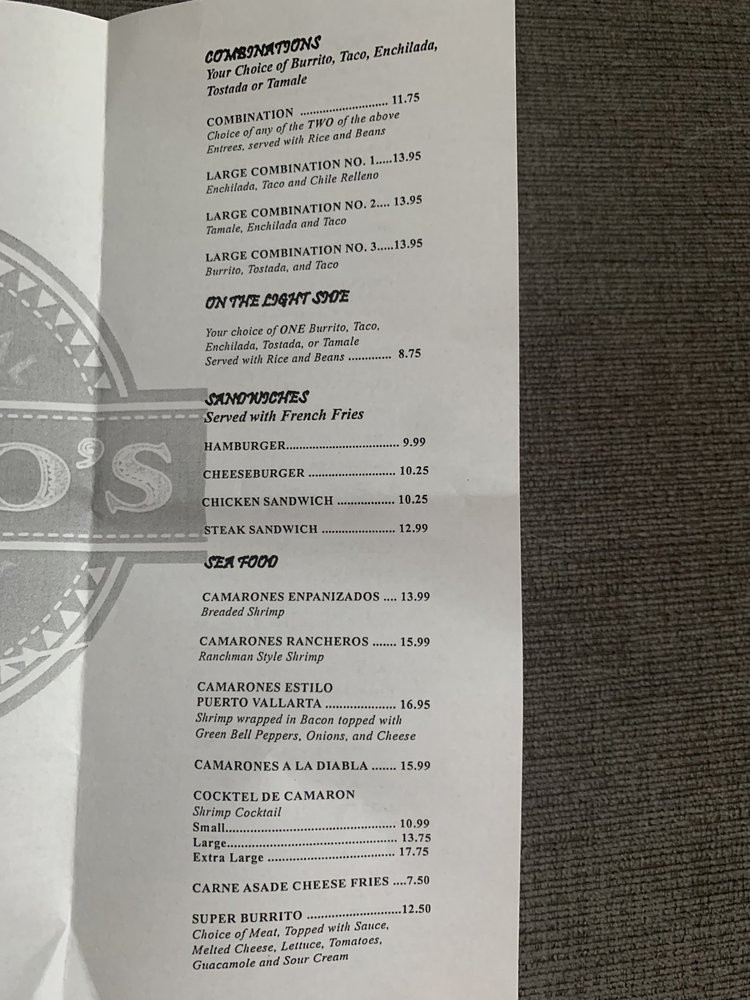 COMBINATIONS
Your Choice of Burrito, Taco, Enchilada,
Tostada or Tamale
COMBINATION ............................ 11.75
Choice of any of the TWO of the above
Entrees, served with Rice and Beans
LARGE COMBINATION NO. 1.....13.95
Enchilada, Taco and Chile Relleno
LARGE COMBINATION NO. 2.... 13.95
Tamale, Enchilada and Taco
LARGE COMBINATION NO. 3.....13.95
Burrito, Tostada, and Taco
ON THE LIGHT SIDE
Your choice of ONE Burrito, Taco,
Enchilada, Tostada, or Tamale
Served with Rice and Beans ............. 8.75
SANDWICHES
Served with French Fries
HAMBURGER.................................. 9.99
CHEESEBURGER .......................... 10.25
CHICKEN SANDWICH ................. 10.25
STEAK SANDWICH ...................... 12.99
O'S
SEA FOOD
CAMARONES ENPANIZADOS .... 13.99
Breaded Shrimp
CAMARONES RANCHEROS ....... 15.99
Ranchman Style Shrimp
CAMARONES ESTILO
PUERTO VALLARTA ..................... 16.95
Shrimp wrapped in Bacon topped with
Green Bell Peppers, Onions, and Cheese
CAMARONES A LA DIABLA ....... 15.99
COCKTEL DE CAMARON
Shrimp Cocktail
Small.................................................... 10.99
Large.................................................... 13.75
Extra Large ....................................... 17.75
CARNE ASADE CHEESE FRIES ....7.50
SUPER BURRITO .............................12.50
Choice of Meat, Topped with Sauce,
Melted Cheese, Lettuce, Tomatoes,
Guacamole and Sour Cream